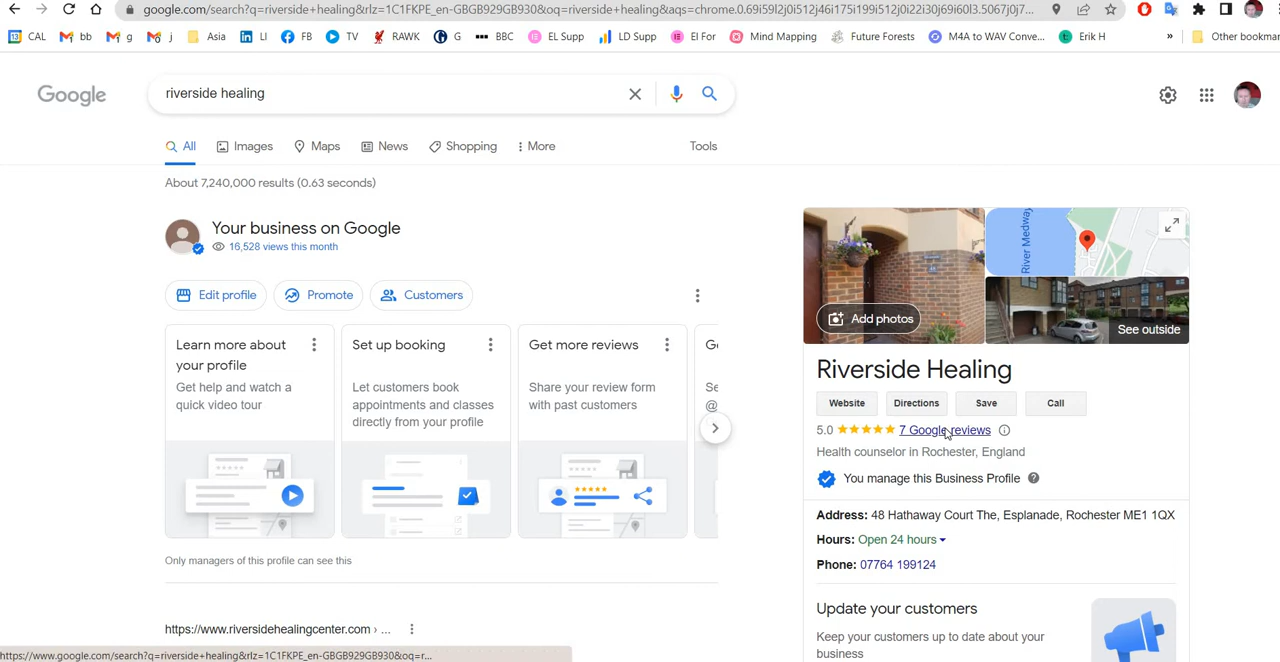 google.com/search?q=riverside+healing&rlz=1C1FKPE_en-GBGB929GB930&oq=riverside+healing&aqs=chrome.0.69i59l2j0i512j46i175i199i512j0i22i30j69i60l3.5067j0j7...
CAL bb g j Asia LI FB TV RAWK G BBC EL Supp LD Supp El For Mind Mapping Future Forests M4A to WAV Conve... Erik H » Other bookmar
Google
riverside healing
All Images Maps News Shopping More Tools
About 7,240,000 results (0.63 seconds)
Your business on Google
16,528 views this month
Edit profile Promote Customers
Learn more about your profile
Get help and watch a quick video tour
Set up booking
Let customers book appointments and classes directly from your profile
Get more reviews
Share your review form with past customers
G
Se
@
Only managers of this profile can see this
https://www.riversidehealingcenter.com › ...
https://www.google.com/search?q=riverside+healing&rlz=1C1FKPE_en-GBGB929GB930&oq=r...
River Medway
Add photos
See outside
Riverside Healing
Website Directions Save Call
5.0 7 Google reviews
Health counselor in Rochester, England
You manage this Business Profile
Address: 48 Hathaway Court The, Esplanade, Rochester ME1 1QX
Hours: Open 24 hours
Phone: 07764 199124
Update your customers
Keep your customers up to date about your
business